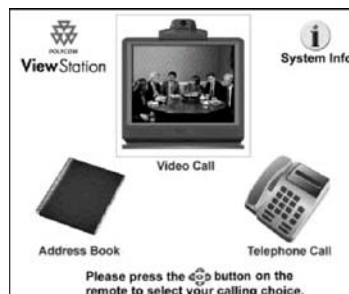 POLYCOM
ViewStation
System Info
Video Call
Address Book
Telephone Call
Please press the button on the
remote to select your calling choice.